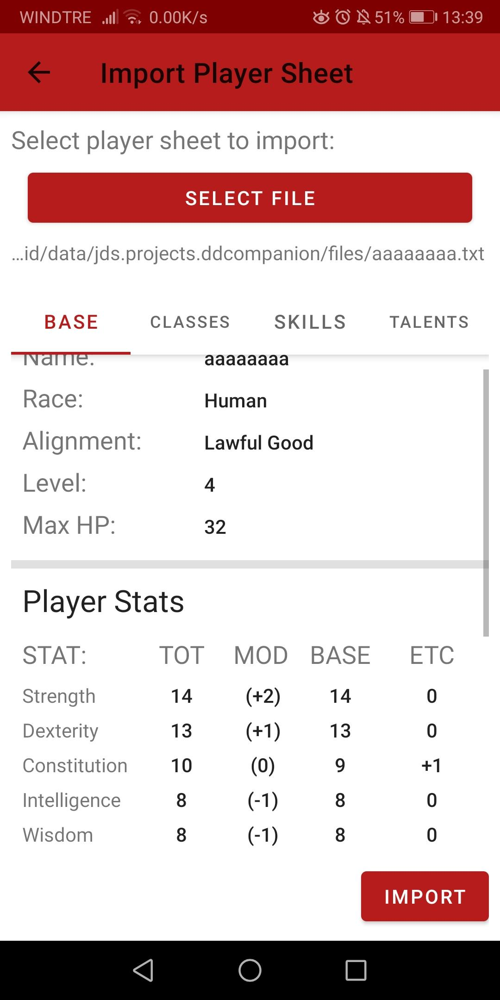 WINDTRE 0.00K/s 51% 13:39
Import Player Sheet
Select player sheet to import:
SELECT FILE
...id/data/jds.projects.ddcompanion/files/aaaaaaaa.txt
BASE CLASSES SKILLS TALENTS
Name: aaaaaaaa
Race: Human
Alignment: Lawful Good
Level: 4
Max HP: 32
Player Stats
STAT: TOT MOD BASE ETC
Strength 14 (+2) 14 0
Dexterity 13 (+1) 13 0
Constitution 10 (0) 9 +1
Intelligence 8 (-1) 8 0
Wisdom 8 (-1) 8 0
IMPORT